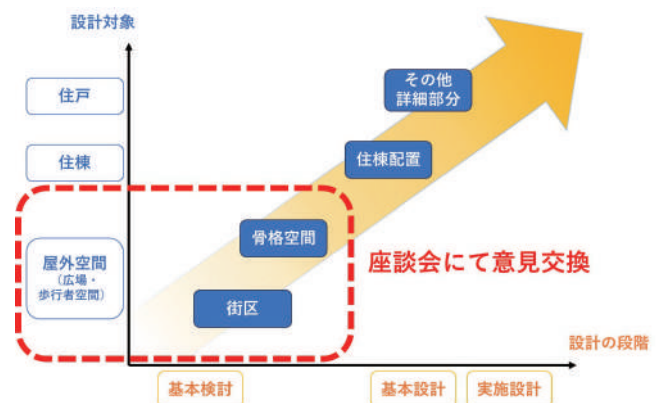 設計対象
住戸
住棟
屋外空間
(広場・
歩行者空間)
その他
詳細部分
住棟配置
骨格空間
街区
座談会にて意見交換
設計の段階
基本検討
基本設計
実施設計